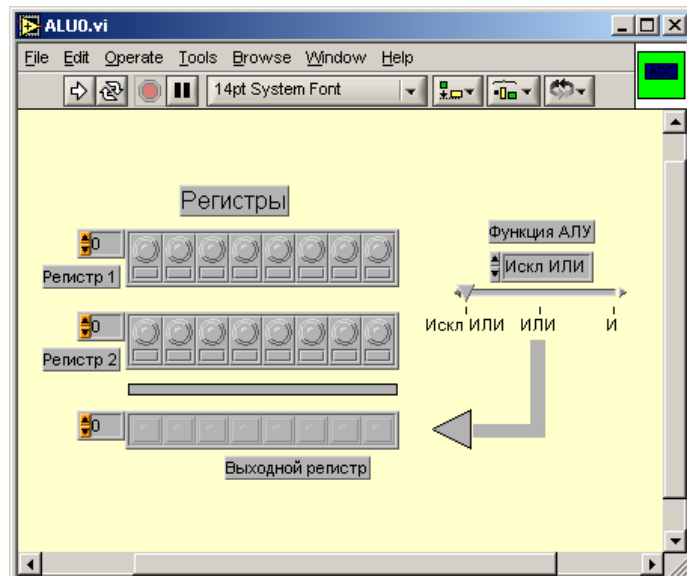 ALU0.vi
File Edit Operate Tools Browse Window Help
14pt System Font
ADC
Регистры
0
Регистр 1
Функция АЛУ
Искл ИЛИ
Искл ИЛИ ИЛИ И
0
Регистр 2
0
Выходной регистр